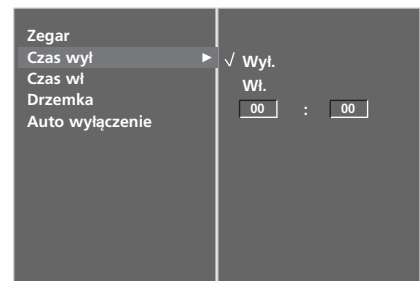 Zegar
Czas wył
Czas wł
Drzemka
Auto wyłączenie
√ Wył.
Wł.
00 : 00